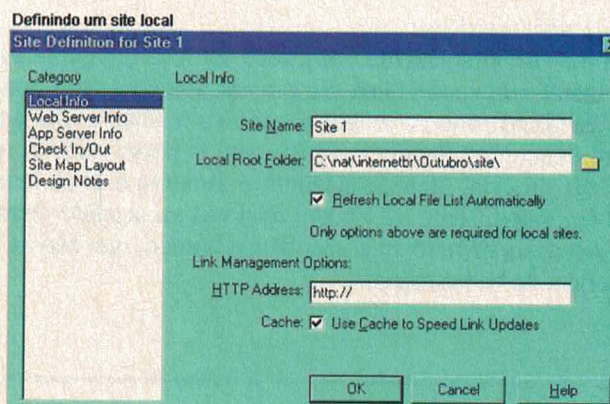 Definindo um site local
Site Definition for Site 1
Category
Local Info
Local Info
Web Server Info
App Server Info
Check In/Out
Site Map Layout
Design Notes
Site Name: Site 1
Local Root Folder: C:\nat\internetbr\Outubro\site\
Refresh Local File List Automatically
Only options above are required for local sites.
Link Management Options:
HTTP Address: http://
Cache: Use Cache to Speed Link Updates
OK
Cancel
Help